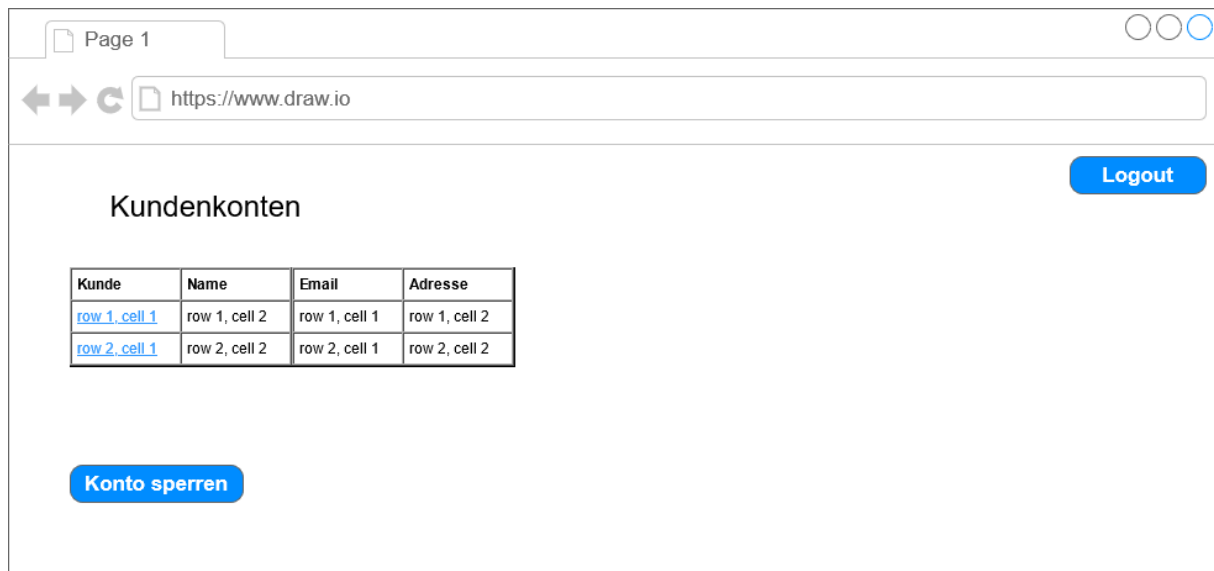 Page 1
https://www.draw.io
Logout
Kundenkonten
Kunde Name Email Adresse
row 1, cell 1 row 1, cell 2 row 1, cell 1 row 1, cell 2
row 2, cell 1 row 2, cell 2 row 2, cell 1 row 2, cell 2
Konto sperren